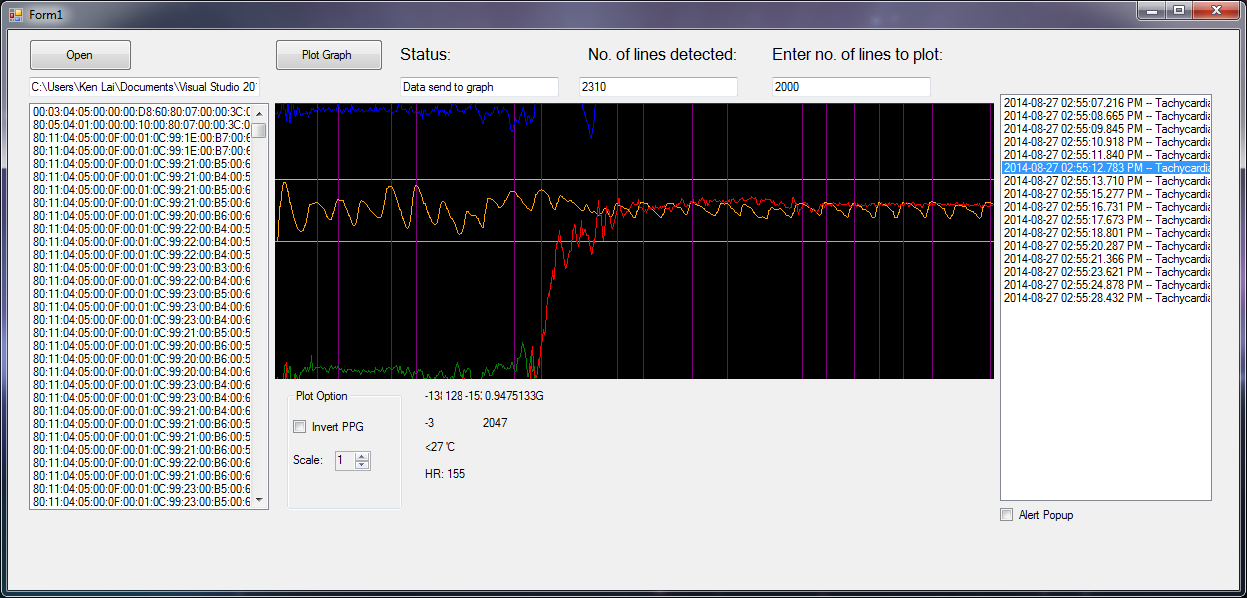 Form1
Open
Plot Graph
Status:
No. of lines detected:
Enter no. of lines to plot:
C:\Users\Ken Lai\Documents\Visual Studio 20
Data send to graph
2310
2000
00:03:04:05:00:00:00:D8:60:80:07:00:00:3C:0
80:05:04:01:00:00:00:10:00:80:07:00:00:3C:0
80:11:04:05:00:0F:00:01:0C:99:1E:00:B7:00:6
80:11:04:05:00:0F:00:01:0C:99:1E:00:B7:00:6
80:11:04:05:00:0F:00:01:0C:99:21:00:B5:00:6
80:11:04:05:00:0F:00:01:0C:99:21:00:B4:00:5
80:11:04:05:00:0F:00:01:0C:99:21:00:B5:00:6
80:11:04:05:00:0F:00:01:0C:99:21:00:B5:00:6
80:11:04:05:00:0F:00:01:0C:99:20:00:B6:00:6
80:11:04:05:00:0F:00:01:0C:99:22:00:B4:00:5
80:11:04:05:00:0F:00:01:0C:99:22:00:B4:00:5
80:11:04:05:00:0F:00:01:0C:99:22:00:B4:00:5
80:11:04:05:00:0F:00:01:0C:99:23:00:B3:00:6
80:11:04:05:00:0F:00:01:0C:99:22:00:B4:00:6
80:11:04:05:00:0F:00:01:0C:99:23:00:B5:00:6
80:11:04:05:00:0F:00:01:0C:99:23:00:B4:00:6
80:11:04:05:00:0F:00:01:0C:99:23:00:B4:00:6
80:11:04:05:00:0F:00:01:0C:99:21:00:B5:00:5
80:11:04:05:00:0F:00:01:0C:99:20:00:B6:00:5
80:11:04:05:00:0F:00:01:0C:99:20:00:B6:00:5
80:11:04:05:00:0F:00:01:0C:99:20:00:B4:00:6
80:11:04:05:00:0F:00:01:0C:99:23:00:B4:00:6
80:11:04:05:00:0F:00:01:0C:99:23:00:B4:00:6
80:11:04:05:00:0F:00:01:0C:99:21:00:B4:00:6
80:11:04:05:00:0F:00:01:0C:99:21:00:B6:00:5
80:11:04:05:00:0F:00:01:0C:99:21:00:B6:00:5
80:11:04:05:00:0F:00:01:0C:99:21:00:B6:00:6
80:11:04:05:00:0F:00:01:0C:99:22:00:B6:00:6
80:11:04:05:00:0F:00:01:0C:99:21:00:B6:00:6
80:11:04:05:00:0F:00:01:0C:99:23:00:B5:00:6
80:11:04:05:00:0F:00:01:0C:99:23:00:B5:00:6
2014-08-27 02:55:07.216 PM -- Tachycardia
2014-08-27 02:55:08.665 PM -- Tachycardia
2014-08-27 02:55:09.845 PM -- Tachycardia
2014-08-27 02:55:10.918 PM -- Tachycardia
2014-08-27 02:55:11.840 PM -- Tachycardia
2014-08-27 02:55:12.783 PM -- Tachycardia
2014-08-27 02:55:13.710 PM -- Tachycardia
2014-08-27 02:55:15.277 PM -- Tachycardia
2014-08-27 02:55:16.731 PM -- Tachycardia
2014-08-27 02:55:17.673 PM -- Tachycardia
2014-08-27 02:55:18.801 PM -- Tachycardia
2014-08-27 02:55:20.287 PM -- Tachycardia
2014-08-27 02:55:21.366 PM -- Tachycardia
2014-08-27 02:55:23.621 PM -- Tachycardia
2014-08-27 02:55:24.878 PM -- Tachycardia
2014-08-27 02:55:28.432 PM -- Tachycardia
Alert Popup
Plot Option
Invert PPG
Scale:
1
128 0.9475133G
-3
2047
<27 °C
HR: 155